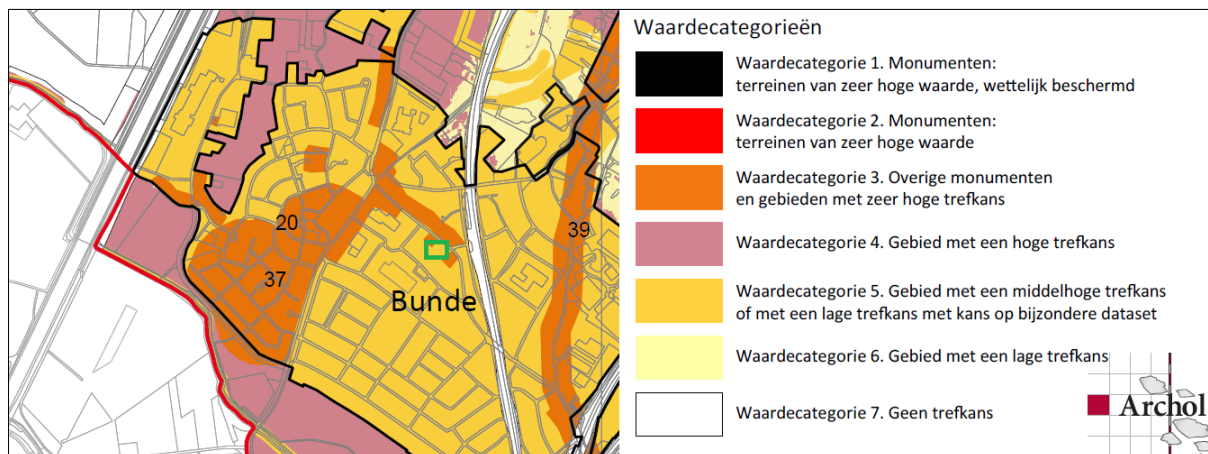 20
37
39
Bunde
Waardecategorieën
Waardecategorie 1. Monumenten:
terreinen van zeer hoge waarde, wettelijk beschermd
Waardecategorie 2. Monumenten:
terreinen van zeer hoge waarde
Waardecategorie 3. Overige monumenten
en gebieden met zeer hoge trefkans
Waardecategorie 4. Gebied met een hoge trefkans
Waardecategorie 5. Gebied met een middelhoge trefkans
of met een lage trefkans met kans op bijzondere dataset
Waardecategorie 6. Gebied met een lage trefkans
Waardecategorie 7. Geen trefkans
Archol